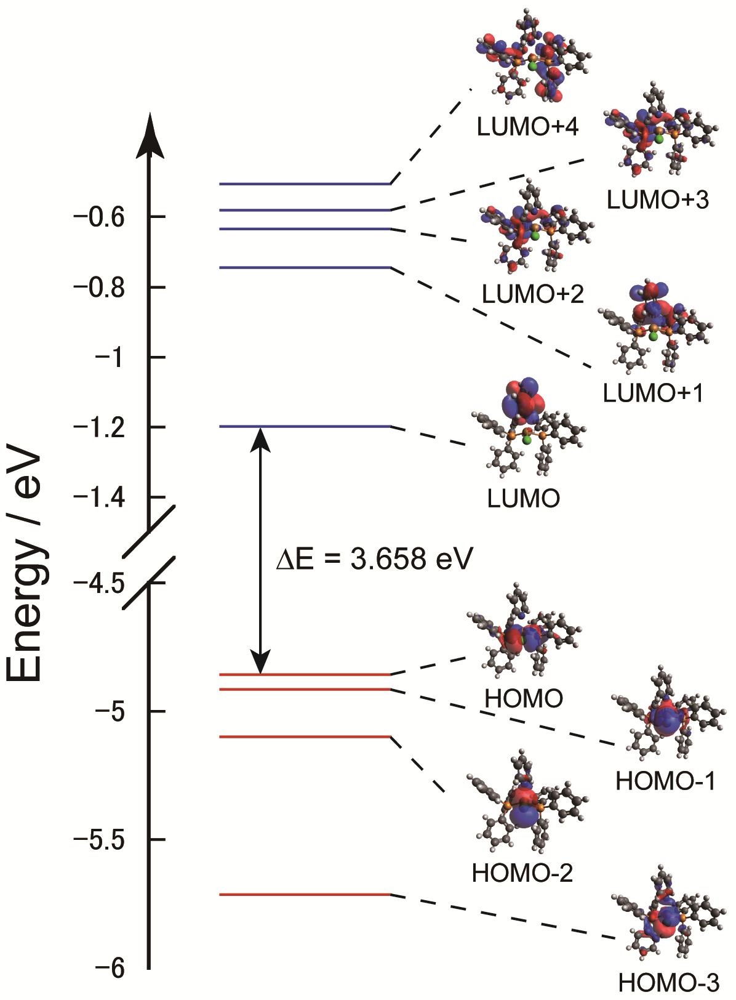 LUMO+4
LUMO+3
−0.6
LUMO+2
−0.8
−1
LUMO+1
−1.2
LUMO
−1.4
Energy / eV
ΔE = 3.658 eV
−4.5
HOMO
−5
HOMO-1
−5.5
HOMO-2
−6
HOMO-3